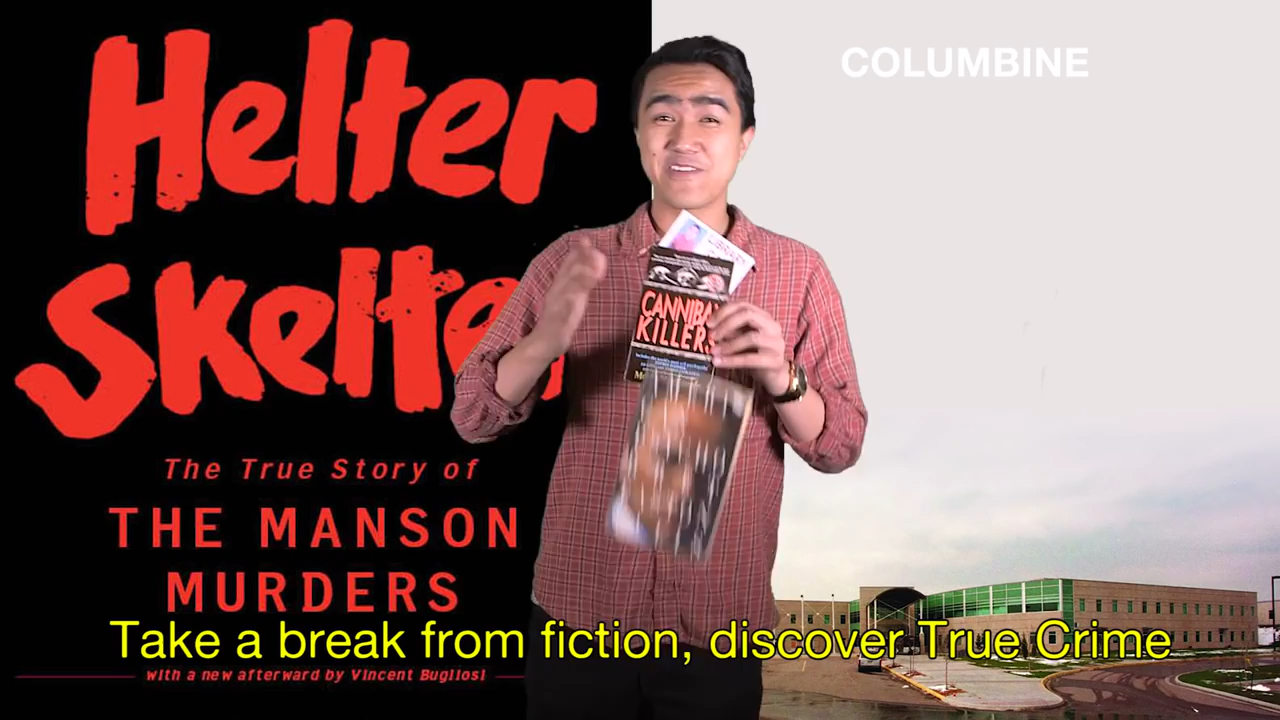 Helter
Skelter
The True Story of
THE MANSON
MURDERS
with a new afterward by Vincent Bugliosi
COLUMBINE
CANNIBAL
KILLERS
Take a break from fiction, discover True Crime